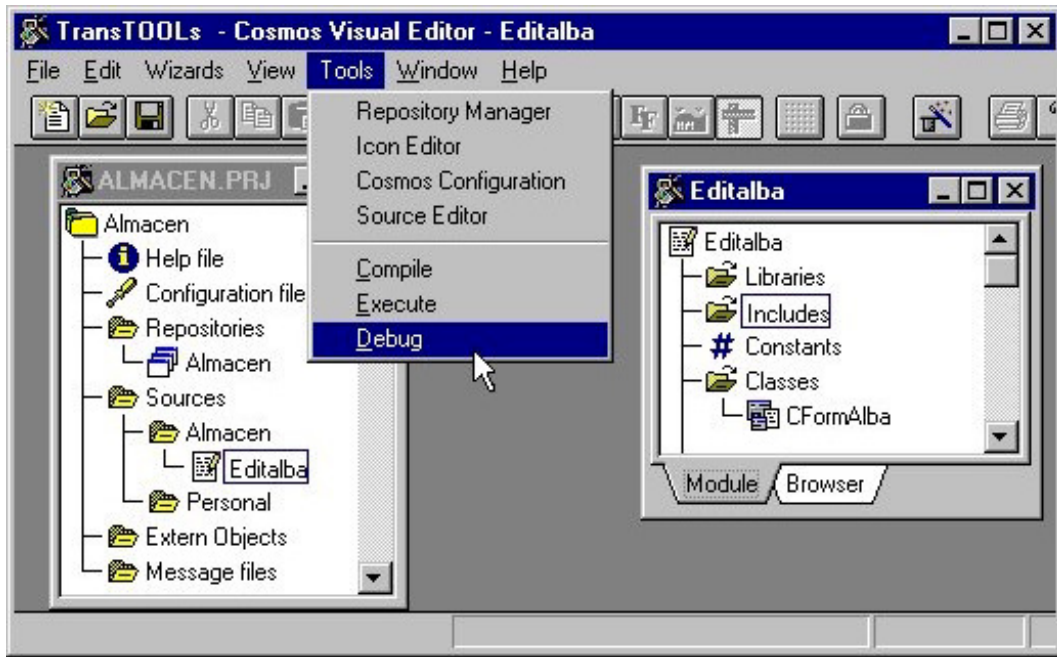 TransTOOLs - Cosmos Visual Editor - Editalba
File Edit Wizards View Tools Window Help
Repository Manager
Icon Editor
Cosmos Configuration
Source Editor
Compile
Execute
Debug
ALMACEN.PRJ
Almacen
Help file
Configuration file
Repositories
Almacen
Sources
Almacen
Editalba
Personal
Extern Objects
Message files
Editalba
Editalba
Libraries
Includes
# Constants
Classes
CFormAlba
Module Browser